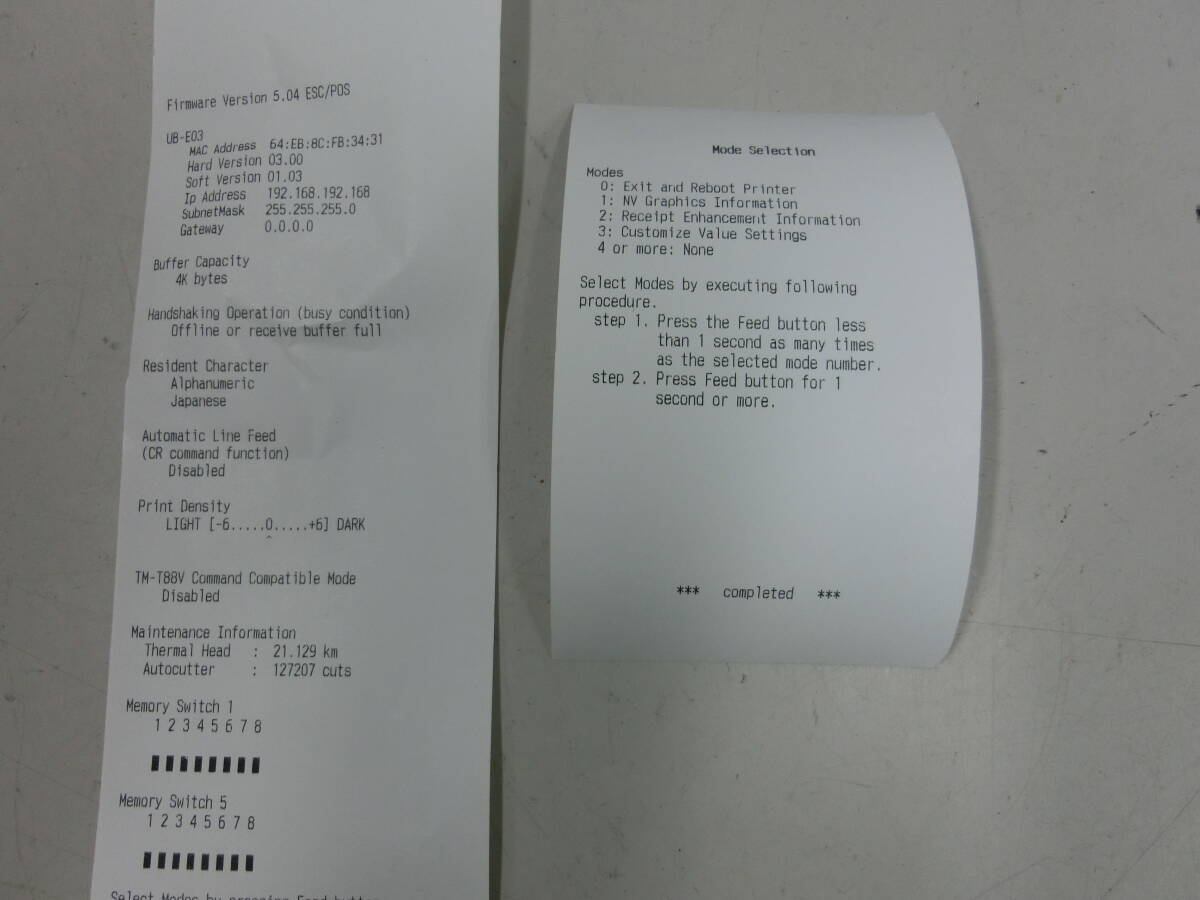 Firmware Version 5.04 ESC/POS
UB-E03
MAC Address 64:EB:8C:FB:34:31
Hard Version 03.00
Soft Version 01.03
Ip Address 192.168.192.168
SubnetMask 255.255.255.0
Gateway 0.0.0.0
Buffer Capacity
4K bytes
Handshaking Operation (busy condition)
Offline or receive buffer full
Resident Character
Alphanumeric
Japanese
Automatic Line Feed
(CR command function)
Disabled
Print Density
LIGHT [-6.....0.....+6] DARK
^
TM-T88V Command Compatible Mode
Disabled
Maintenance Information
Thermal Head : 21.129 km
Autocutter : 127207 cuts
Memory Switch 1
1 2 3 4 5 6 7 8
Memory Switch 5
1 2 3 4 5 6 7 8
Select Modes by pressing Feed button
Mode Selection
Modes
0: Exit and Reboot Printer
1: NV Graphics Information
2: Receipt Enhancement Information
3: Customize Value Settings
4 or more: None
Select Modes by executing following
procedure.
step 1. Press the Feed button less
than 1 second as many times
as the selected mode number.
step 2. Press Feed button for 1
second or more.
*** completed ***